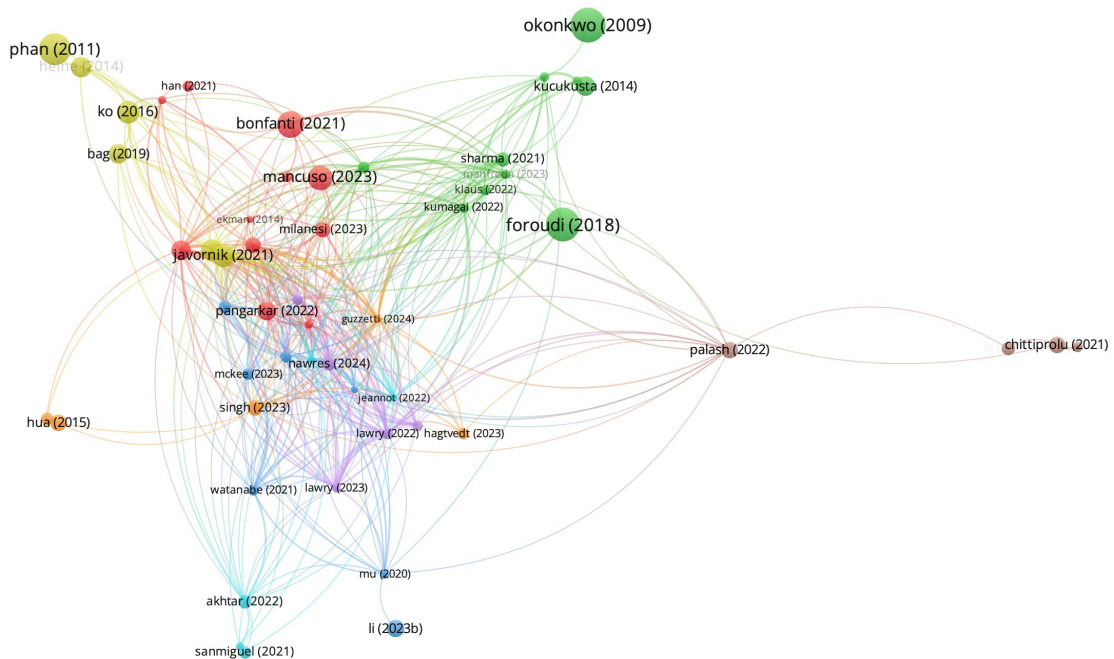 okonkwo (2009)
phan (2011)
heine (2014)
han (2021)
kucukusta (2014)
ko (2016)
bonfanti (2021)
bag (2019)
sharma (2021)
manfreda (2023)
mancuso (2023)
klaus (2022)
kumagai (2022)
ekman (2014)
milanesi (2023)
foroudi (2018)
javornik (2021)
pangarkar (2022)
guzzetti (2024)
palash (2022)
chittiprolu (2021)
nawres (2024)
mckee (2023)
jeannot (2022)
singh (2023)
hua (2015)
lawry (2022)
hagtvedt (2023)
watanabe (2021)
lawry (2023)
mu (2020)
akhtar (2022)
li (2023b)
sanmiguel (2021)